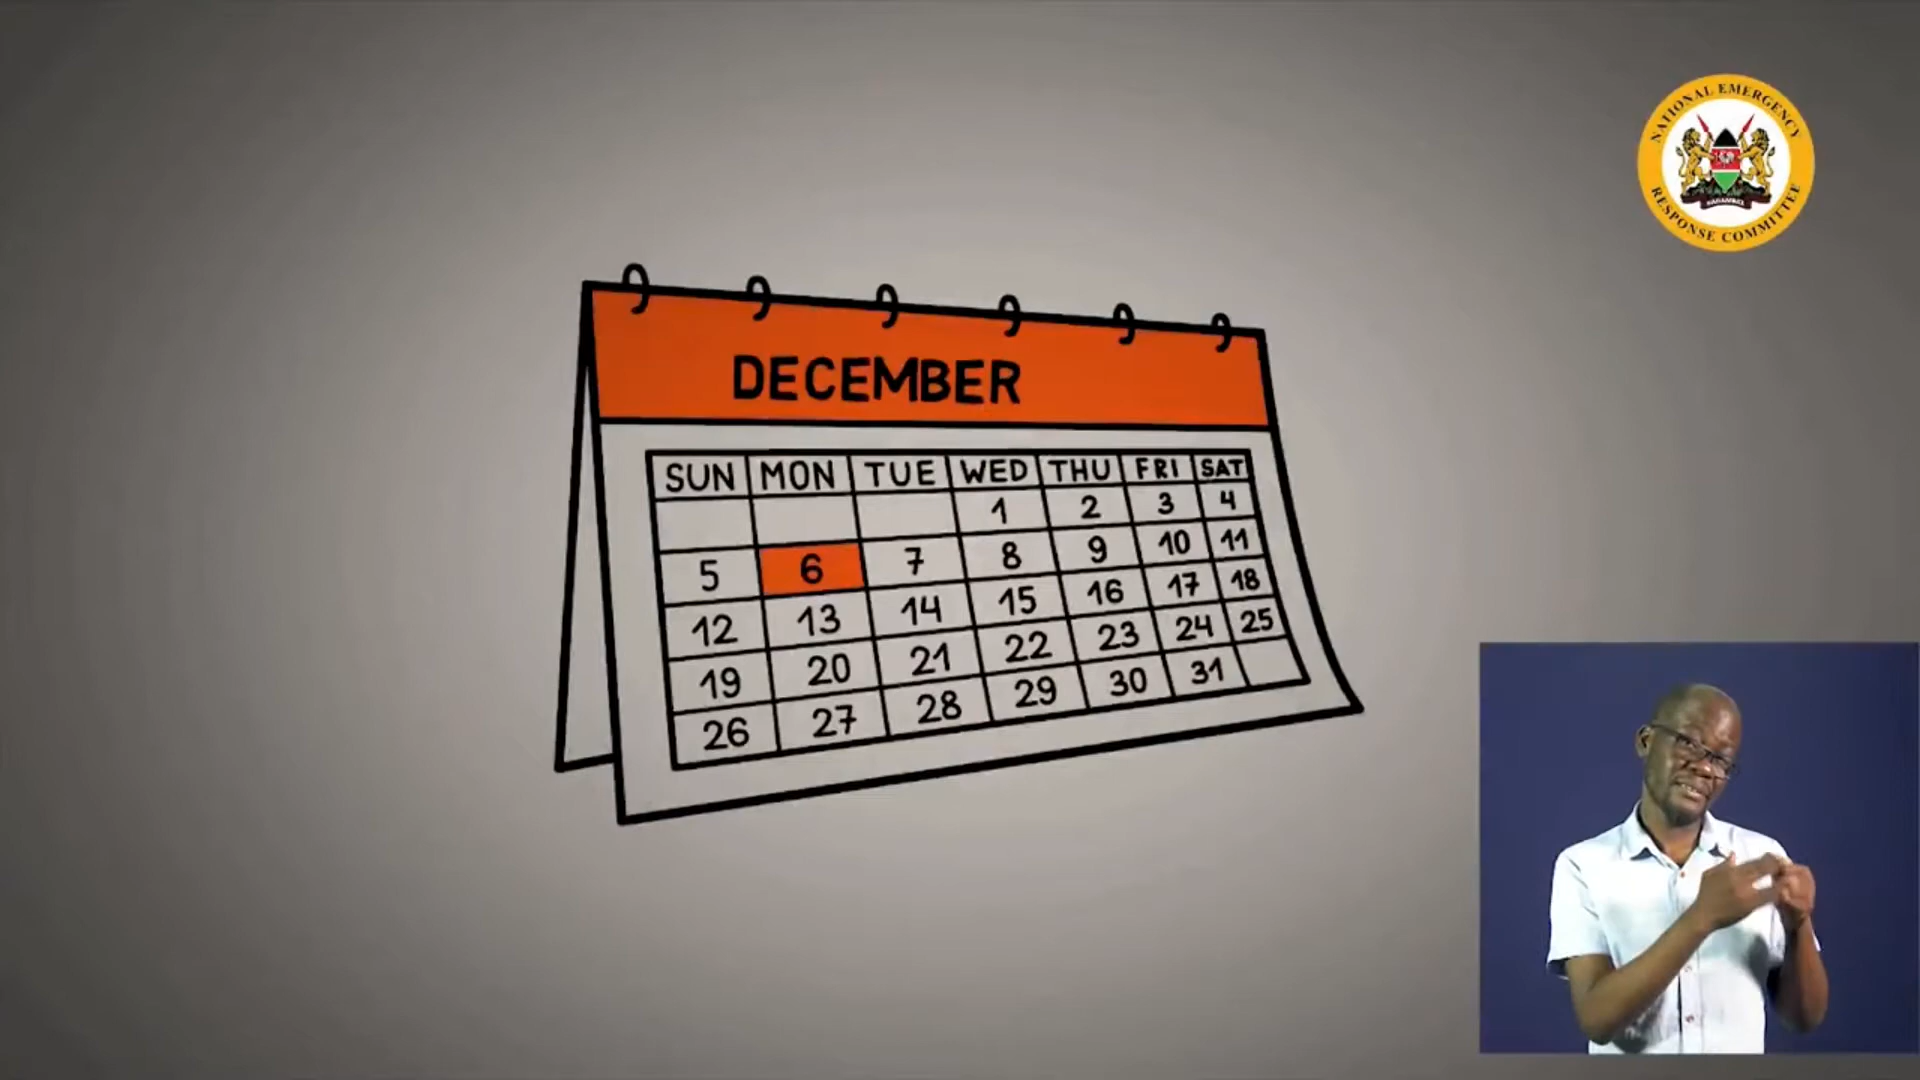 NATIONAL EMERGENCY
RESPONSE COMMITTEE
DECEMBER
SUN MON TUE WED THU FRI SAT
1 2 3 4
5 6 7 8 9 10 11
12 13 14 15 16 17 18
19 20 21 22 23 24 25
26 27 28 29 30 31